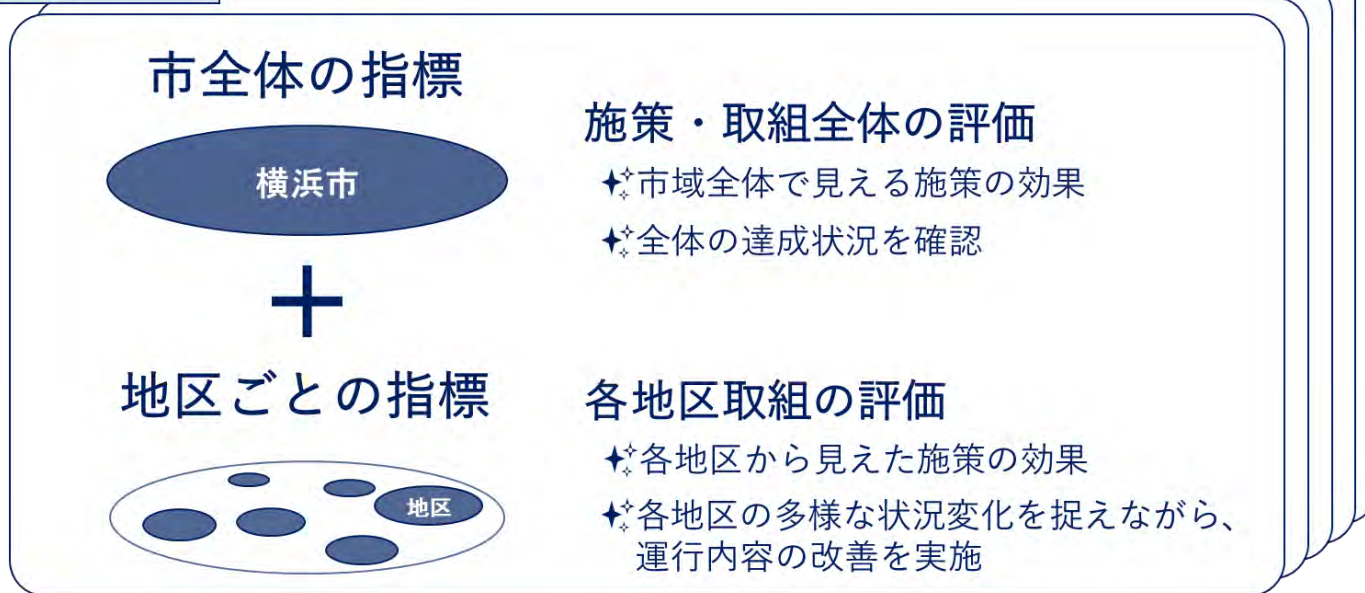 市全体の指標
横浜市
+
地区ごとの指標
地区
施策・取組全体の評価
市域全体で見える施策の効果
全体の達成状況を確認
各地区取組の評価
各地区から見えた施策の効果
各地区の多様な状況変化を捉えながら、
運行内容の改善を実施